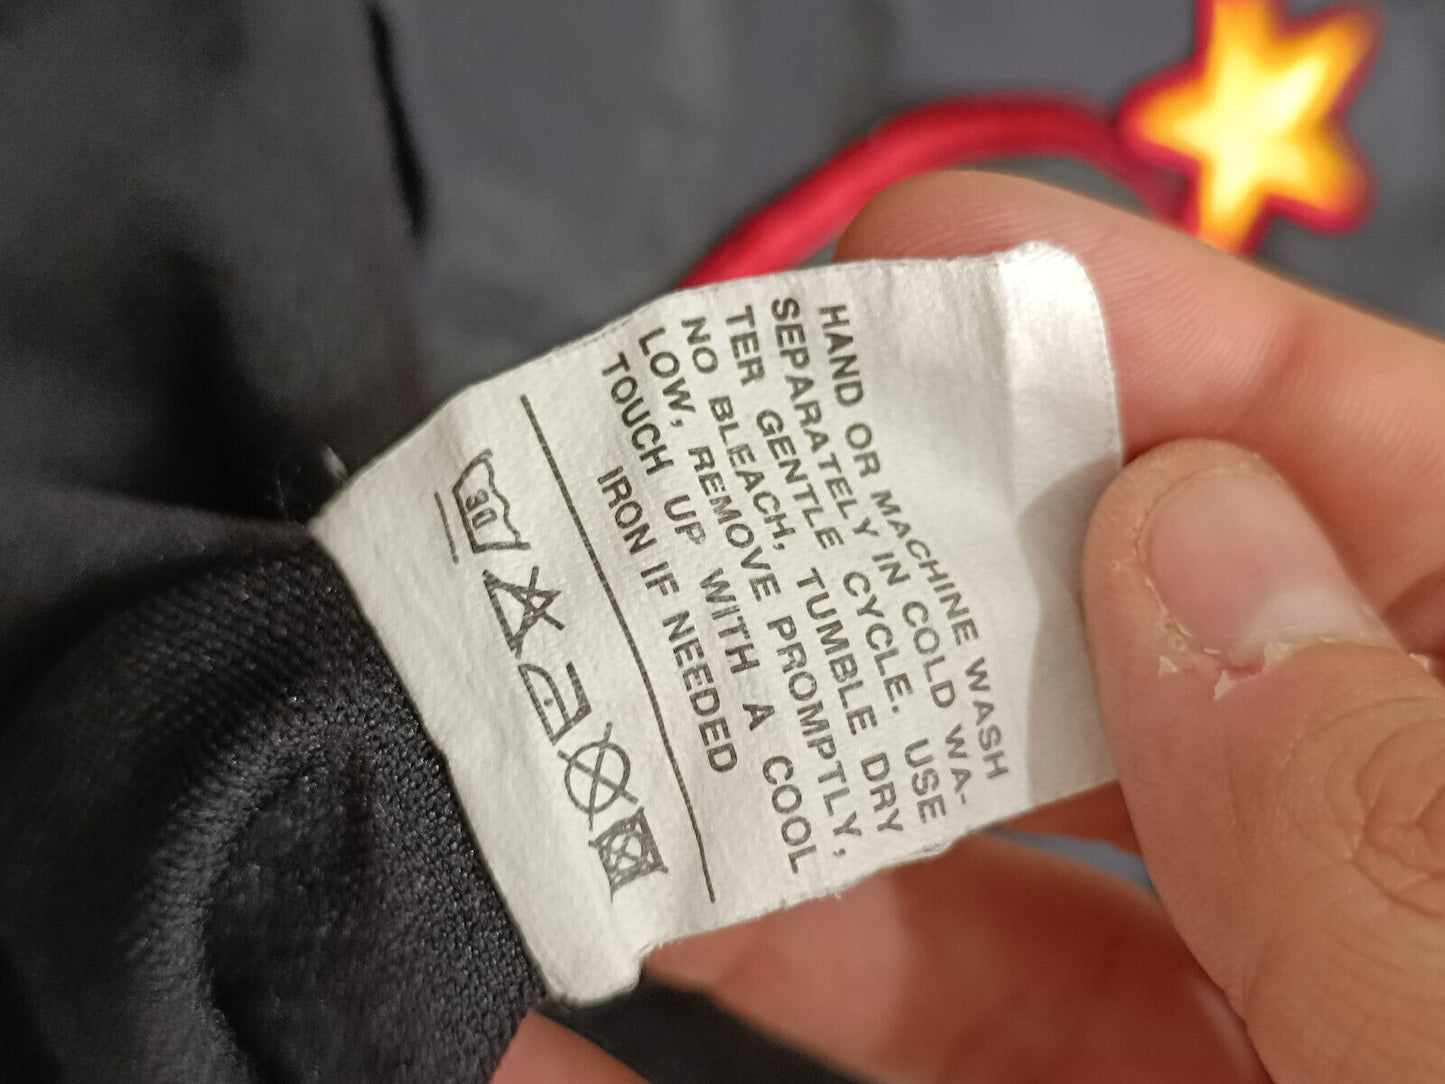 HAND OR MACHINE WASH
SEPARATELY IN COLD WA-
TER GENTLE CYCLE. USE
NO BLEACH, TUMBLE DRY
LOW, REMOVE PROMPTLY,
TOUCH UP WITH A COOL
IRON IF NEEDED
30